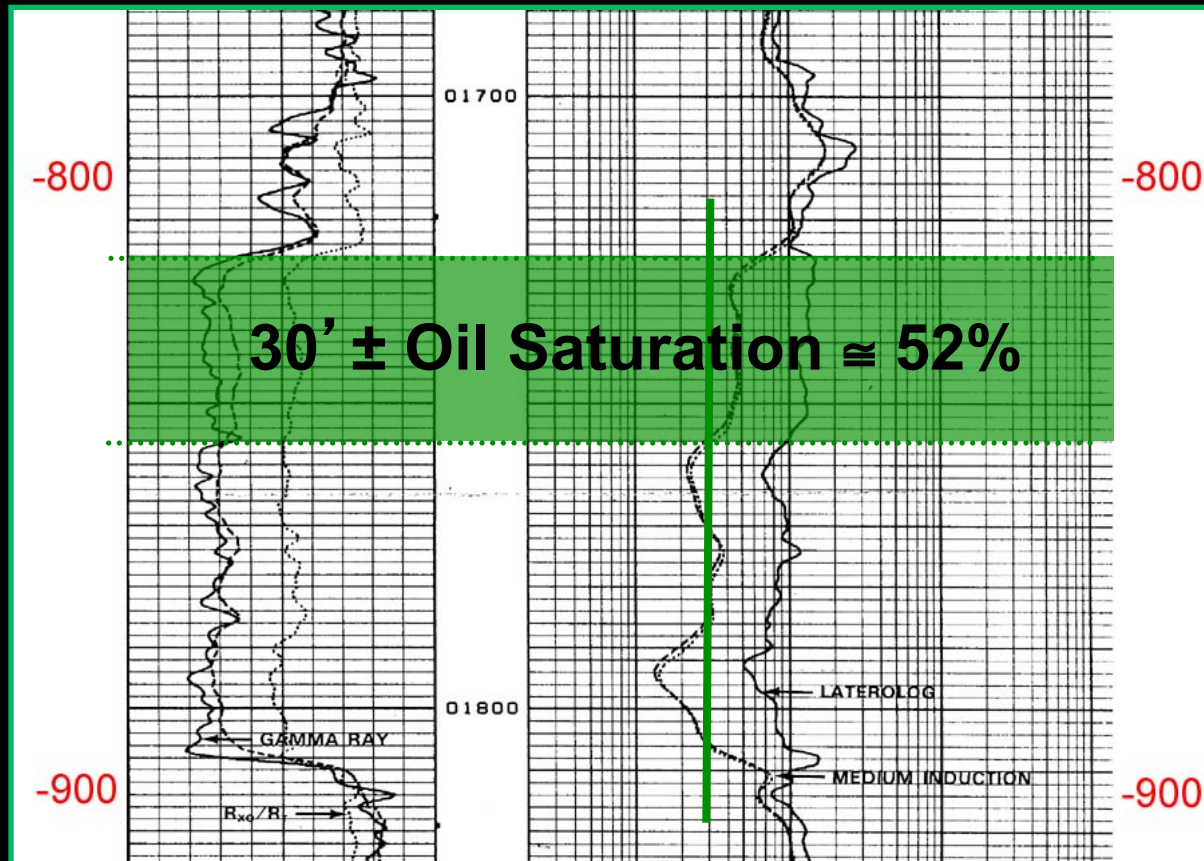 01700
-800
-800
30’ ± Oil Saturation ≅ 52%
LATEROLOG
01800
GAMMA RAY
MEDIUM INDUCTION
-900
-900